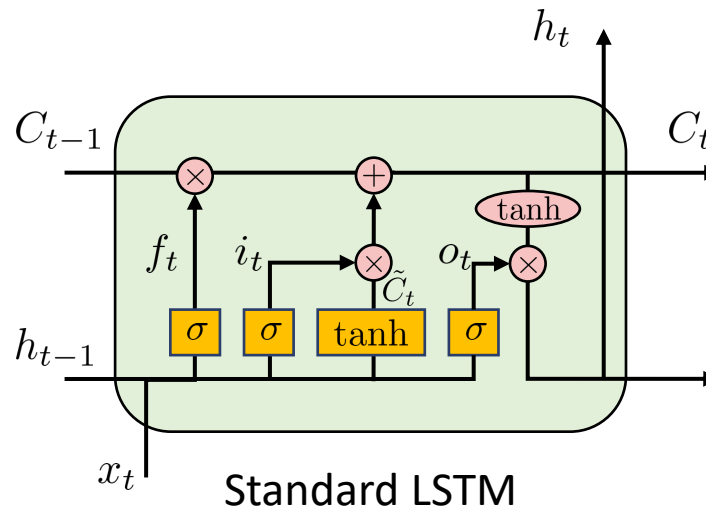 h_t
C_{t-1} C_t
× +
tanh
f_t i_t × o_t ×
C̃_t
σ σ tanh σ
h_{t-1}
x_t
Standard LSTM